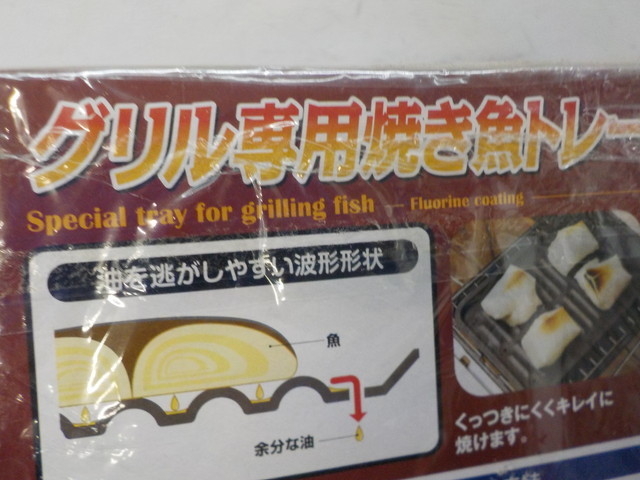 グリル専用焼き魚トレー
Special tray for grilling fish — Fluorine coating
油を逃がしやすい波形形状
魚
余分な油
くっつきにくくキレイに
焼けます。